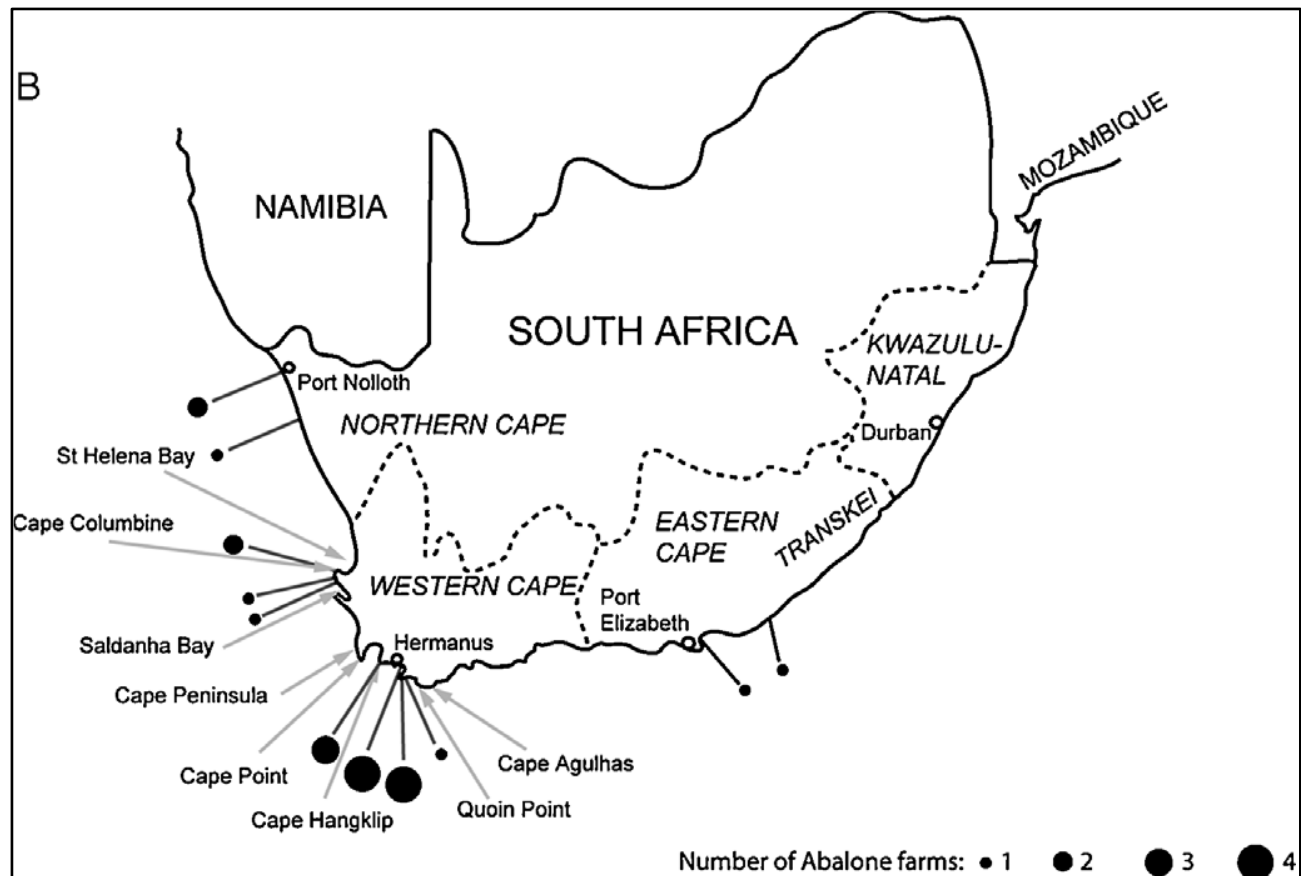 B
NAMIBIA
MOZAMBIQUE
SOUTH AFRICA
KWAZULU-
NATAL
Port Nolloth
NORTHERN CAPE
Durban
St Helena Bay
Cape Columbine
EASTERN
CAPE
TRANSKEI
WESTERN CAPE
Port
Elizabeth
Saldanha Bay
Hermanus
Cape Peninsula
Cape Point
Cape Agulhas
Cape Hangklip
Quoin Point
Number of Abalone farms: 1 2 3 4